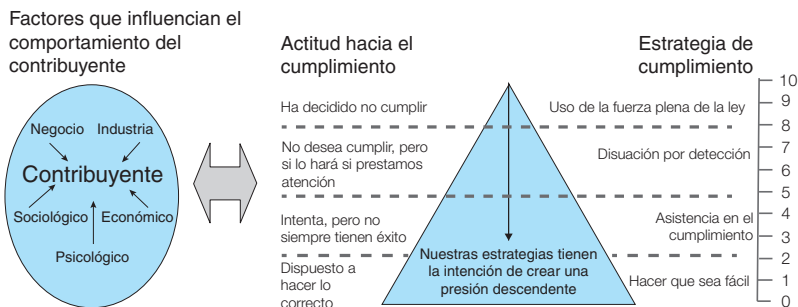 Factores que influencian el
comportamiento del
contribuyente
Negocio
Industria
Contribuyente
Sociológico
Económico
Psicológico
Actitud hacia el
cumplimiento
Estrategia de
cumplimiento
Ha decidido no cumplir
Uso de la fuerza plena de la ley
No desea cumplir, pero
si lo hará si prestamos
atención
Disuación por detección
Intenta, pero no
siempre tienen éxito
Asistencia en el
cumplimiento
Dispuesto a
hacer lo
correcto
Hacer que sea fácil
Nuestras estrategias tienen
la intención de crear una
presión descendente
10
9
8
7
6
5
4
3
2
1
0